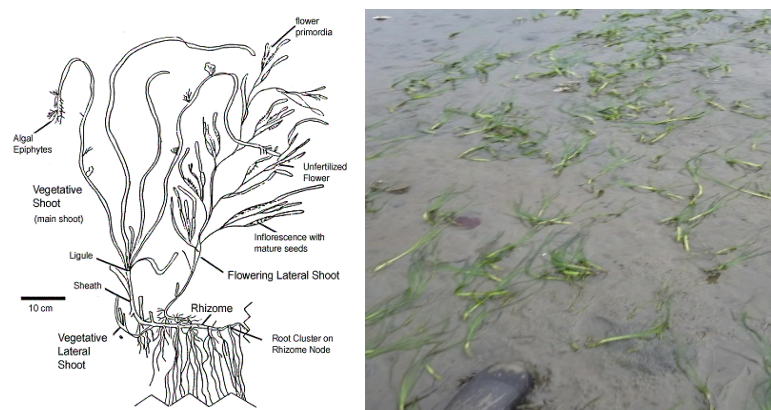 flower
primordia
Algal
Epiphytes
Unfertilized
Flower
Vegetative
Shoot
(main shoot)
Inflorescence with
mature seeds
Ligule
Flowering Lateral Shoot
Sheath
10 cm
Rhizome
Vegetative
Lateral
Shoot
Root Cluster on
Rhizome Node